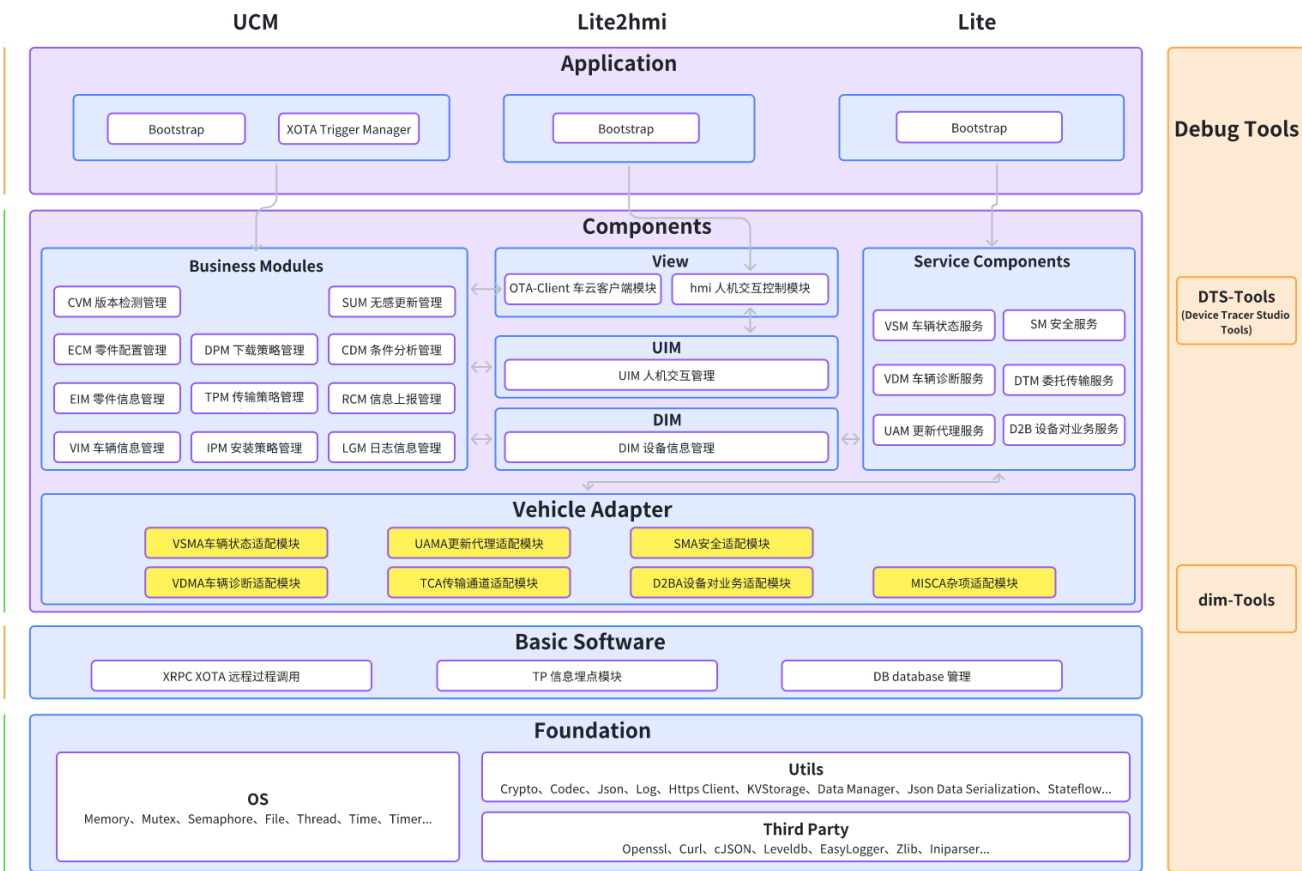 UCM
Lite2hmi
Lite
Application
Bootstrap
XOTA Trigger Manager
Bootstrap
Bootstrap
Components
Business Modules
CVM 版本检测管理
SUM 无感更新管理
ECM 零件配置管理
DPM 下载策略管理
CDM 条件分析管理
EIM 零件信息管理
TPM 传输策略管理
RCM 信息上报管理
VIM 车辆信息管理
IPM 安装策略管理
LGM 日志信息管理
View
OTA-Client 车云客户端模块
hmi 人机交互控制模块
UIM
UIM 人机交互管理
DIM
DIM 设备信息管理
Service Components
VSM 车辆状态服务
SM 安全服务
VDM 车辆诊断服务
DTM 委托传输服务
UAM 更新代理服务
D2B 设备对业务服务
Vehicle Adapter
VSMA车辆状态适配模块
UAMA更新代理适配模块
SMA安全适配模块
VDMA车辆诊断适配模块
TCA传输通道适配模块
D2BA设备对业务适配模块
MISCA杂项适配模块
Basic Software
XRPC XOTA 远程过程调用
TP 信息埋点模块
DB database 管理
Foundation
OS
Memory、Mutex、Semaphore、File、Thread、Time、Timer...
Utils
Crypto、Codec、Json、Log、Https Client、KVStorage、Data Manager、Json Data Serialization、Stateflow...
Third Party
Openssl、Curl、cJSON、Leveldb、EasyLogger、Zlib、Iniparser...
Debug Tools
DTS-Tools
(Device Tracer Studio
Tools)
dim-Tools